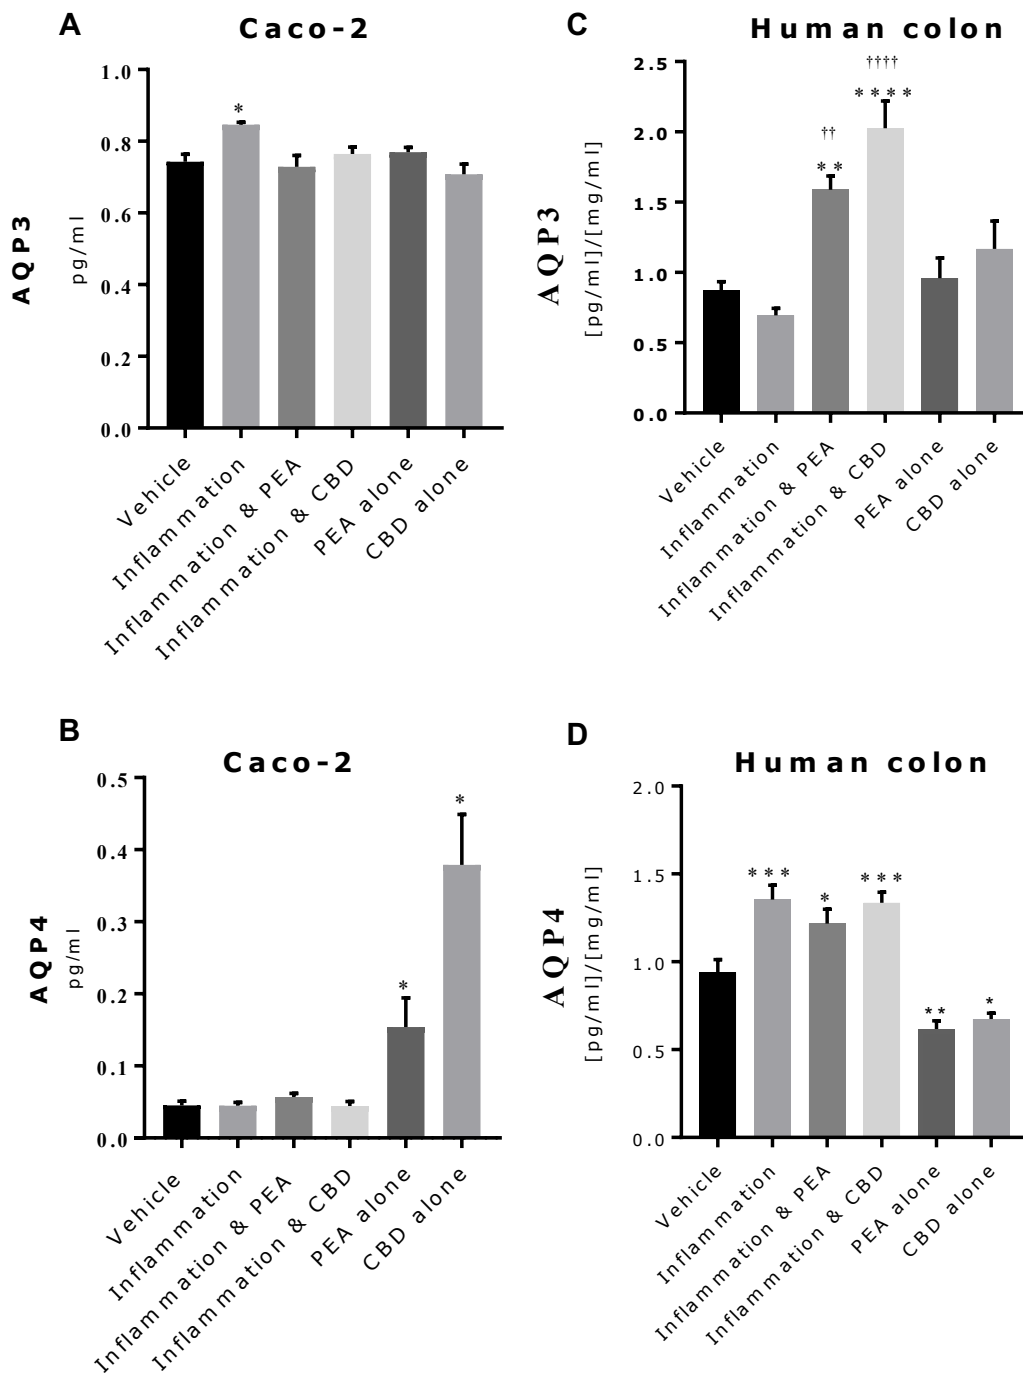 A
Caco-2
AQP3
pg/ml
1.0
*
0.8
0.6
0.4
0.2
0.0
Vehicle
Inflammation
Inflammation & PEA
Inflammation & CBD
PEA alone
CBD alone
C
Human colon
AQP3
[pg/ml]/[mg/ml]
2.5
††††
****
2.0
††
**
1.5
1.0
0.5
0.0
Vehicle
Inflammation
Inflammation & PEA
Inflammation & CBD
PEA alone
CBD alone
B
Caco-2
AQP4
pg/ml
0.5
*
0.4
0.3
0.2
*
0.1
0.0
Vehicle
Inflammation
Inflammation & PEA
Inflammation & CBD
PEA alone
CBD alone
D
Human colon
AQP4
[pg/ml]/[mg/ml]
2.0
1.5
***
*
***
1.0
**
*
0.5
0.0
Vehicle
Inflammation
Inflammation & PEA
Inflammation & CBD
PEA alone
CBD alone